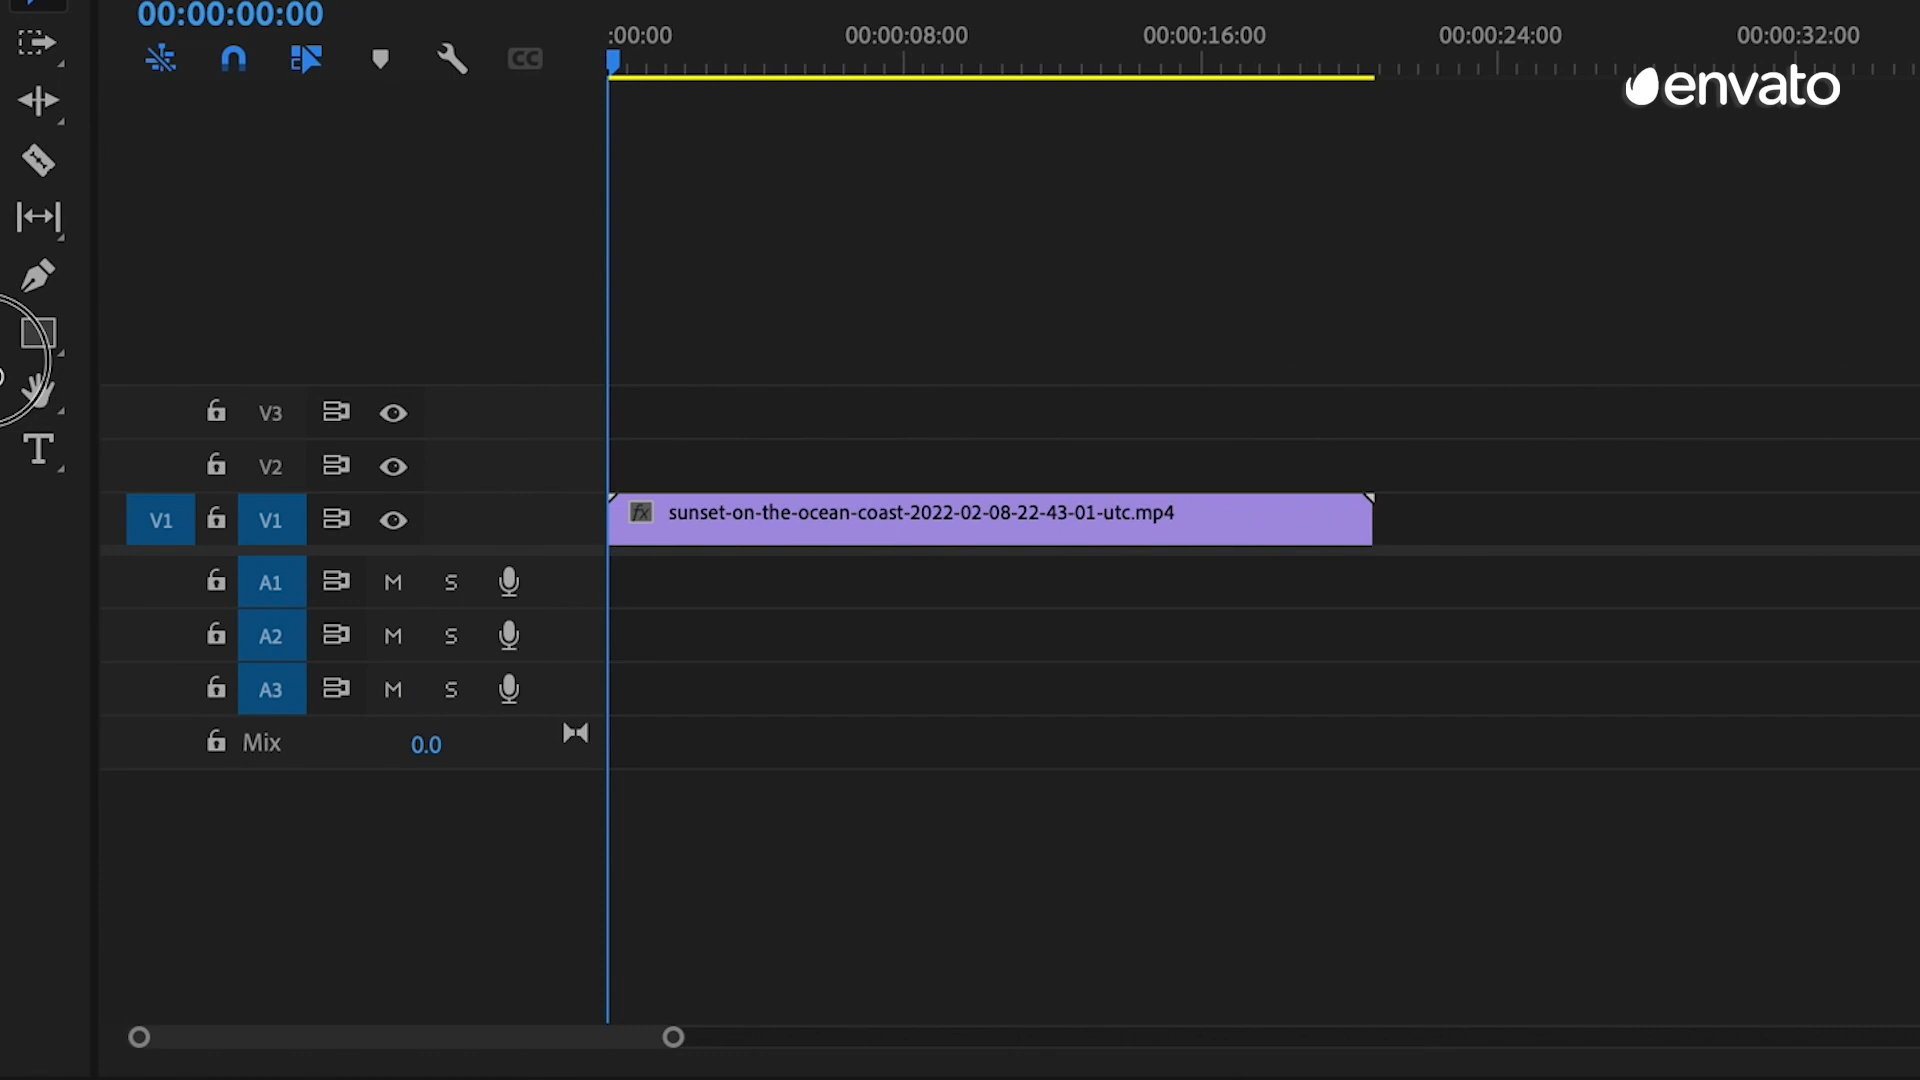 00:00:00:00
:00:00 00:00:08:00 00:00:16:00 00:00:24:00 00:00:32:00
CC
envato
V3
V2
V1 V1 fx sunset-on-the-ocean-coast-2022-02-08-22-43-01-utc.mp4
A1 M S
A2 M S
A3 M S
Mix 0.0
T